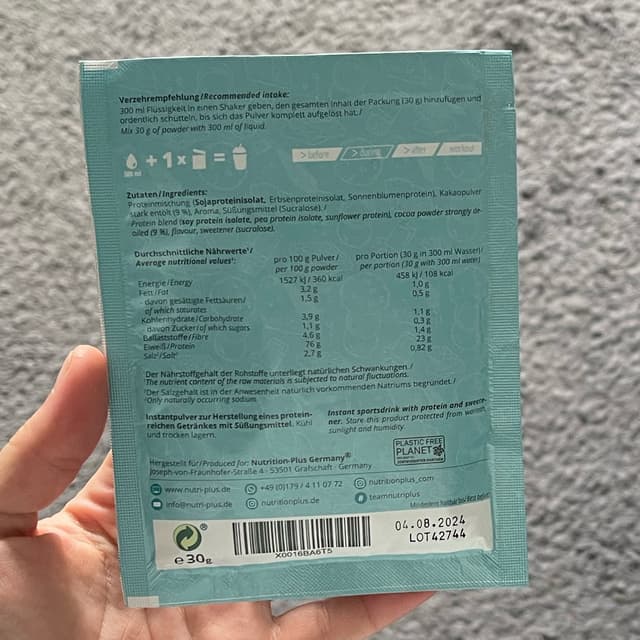 Verzehrempfehlung/Recommended intake:
300 ml Flüssigkeit in einen Shaker geben, den gesamten Inhalt der Packung (30 g) hinzufügen und
ordentlich schütteln, bis sich das Pulver komplett aufgelöst hat./
Mix 30 g of powder with 300 ml of liquid.
+ 1 x =
300 ml
> before > during > after workout
Zutaten/Ingredients:
Proteinmischung (Sojaproteinisolat, Erbsenproteinisolat, Sonnenblumenprotein), Kakaopulver
stark entölt (9 %), Aroma, Süßungsmittel (Sucralose). /
Protein blend (soy protein isolate, pea protein isolate, sunflower protein), cocoa powder strongly de-
oiled (9 %), flavour, sweetener (sucralose).
Durchschnittliche Nährwerte¹/
Average nutritional values¹:
pro 100 g Pulver/
per 100 g powder
pro Portion (30 g in 300 ml Wasser)/
per portion (30 g with 300 ml water)
Energie/Energy 1527 kJ/360 kcal 458 kJ/108 kcal
Fett/Fat 3,2 g 1,0 g
- davon gesättigte Fettsäuren/ 1,5 g 0,5 g
of which saturates
Kohlenhydrate/Carbohydrate 3,9 g 1,1 g
- davon Zucker/of which sugars 1,1 g 0,3 g
Ballaststoffe/Fibre 4,6 g 1,4 g
Eiweiß/Protein 76 g 23 g
Salz²/Salt² 2,7 g 0,82 g
¹Der Nährstoffgehalt der Rohstoffe unterliegt natürlichen Schwankungen./
¹The nutrient content of the raw materials is subjected to natural fluctuations.
²Der Salzgehalt ist in der Anwesenheit natürlich vorkommenden Natriums begründet./
²Only naturally occurring sodium.
Instantpulver zur Herstellung eines protein-
reichen Getränkes mit Süßungsmittel. Kühl
und trocken lagern.
Instant sportsdrink with protein and sweete-
ner. Store this product protected from warmth,
sunlight and humidity.
PLASTIC FREE
PLANET
Hergestellt für/Produced for: Nutrition-Plus Germany®
Joseph-von-Fraunhofer-Straße 4 - 53501 Grafschaft - Germany
www.nutri-plus.de +49 (0)179 / 4 11 07 72 nutritionplus_com
info@nutri-plus.de nutritionplus.de teamnutriplus
Mindestens haltbar bis/Best before
04.08.2024
LOT42744
e 30g
X0016BA6T5